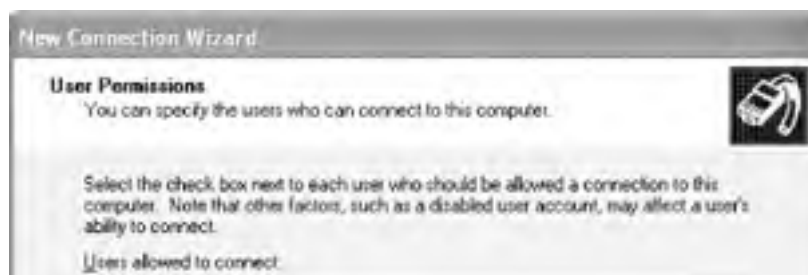 New Connection Wizard
User Permissions
You can specify the users who can connect to this computer.
Select the check box next to each user who should be allowed a connection to this
computer. Note that other factors, such as a disabled user account, may affect a user's
ability to connect.
Users allowed to connect: